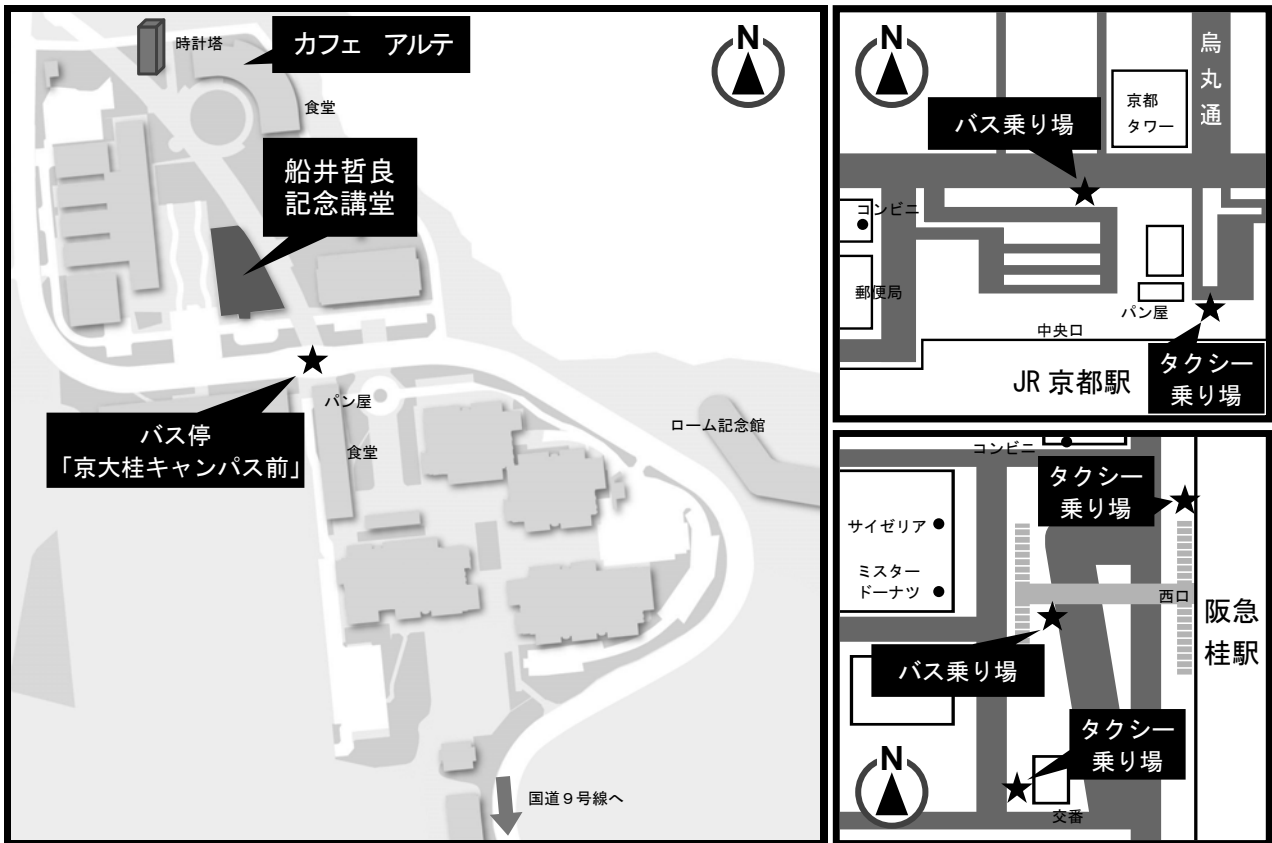 時計塔
カフェ　アルテ
N
食堂
船井哲良
記念講堂
パン屋
バス停
「京大桂キャンパス前」
食堂
ローム記念館
国道９号線へ
N
烏丸通
京都
タワー
バス乗り場
コンビニ
郵便局
パン屋
中央口
タクシー
乗り場
JR 京都駅
コンビニ
タクシー
乗り場
サイゼリア
ミスター
ドーナツ
西口
阪急
桂駅
バス乗り場
タクシー
乗り場
N
交番